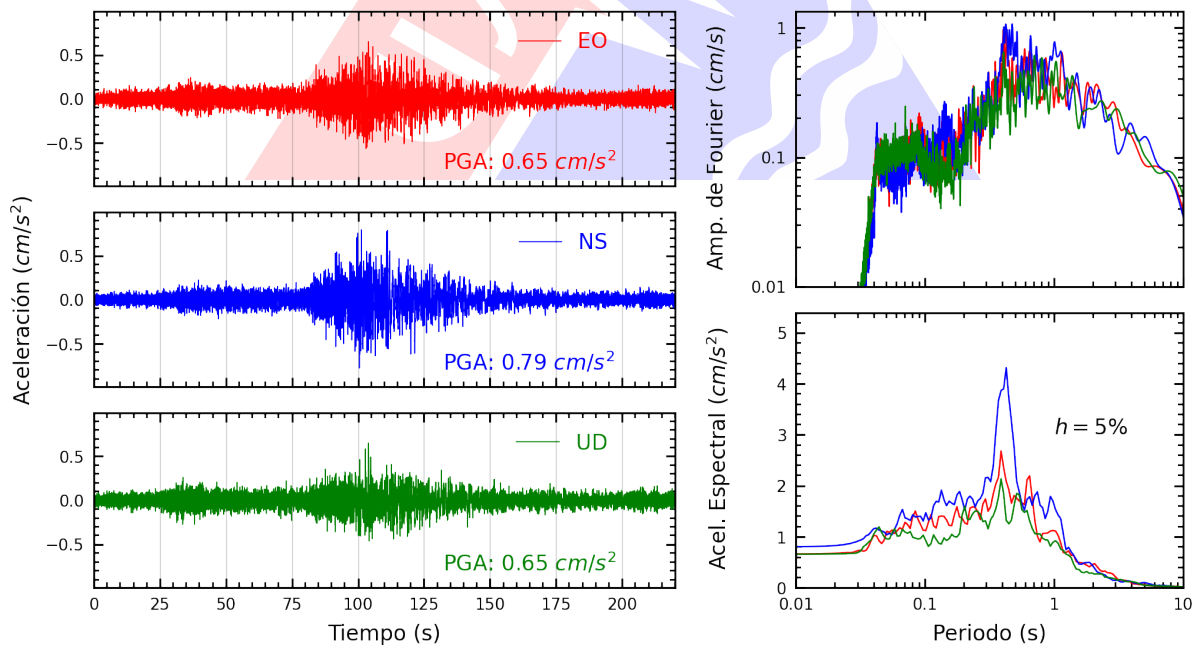 Aceleración (cm/s²)
0.5
0.0
−0.5
EO
PGA: 0.65 cm/s²
0.5
0.0
−0.5
NS
PGA: 0.79 cm/s²
0.5
0.0
−0.5
UD
PGA: 0.65 cm/s²
0 25 50 75 100 125 150 175 200
Tiempo (s)
Amp. de Fourier (cm/s)
1
0.1
0.01
Acel. Espectral (cm/s²)
5
4
3
2
1
0
h = 5%
0.01 0.1 1 10
Periodo (s)